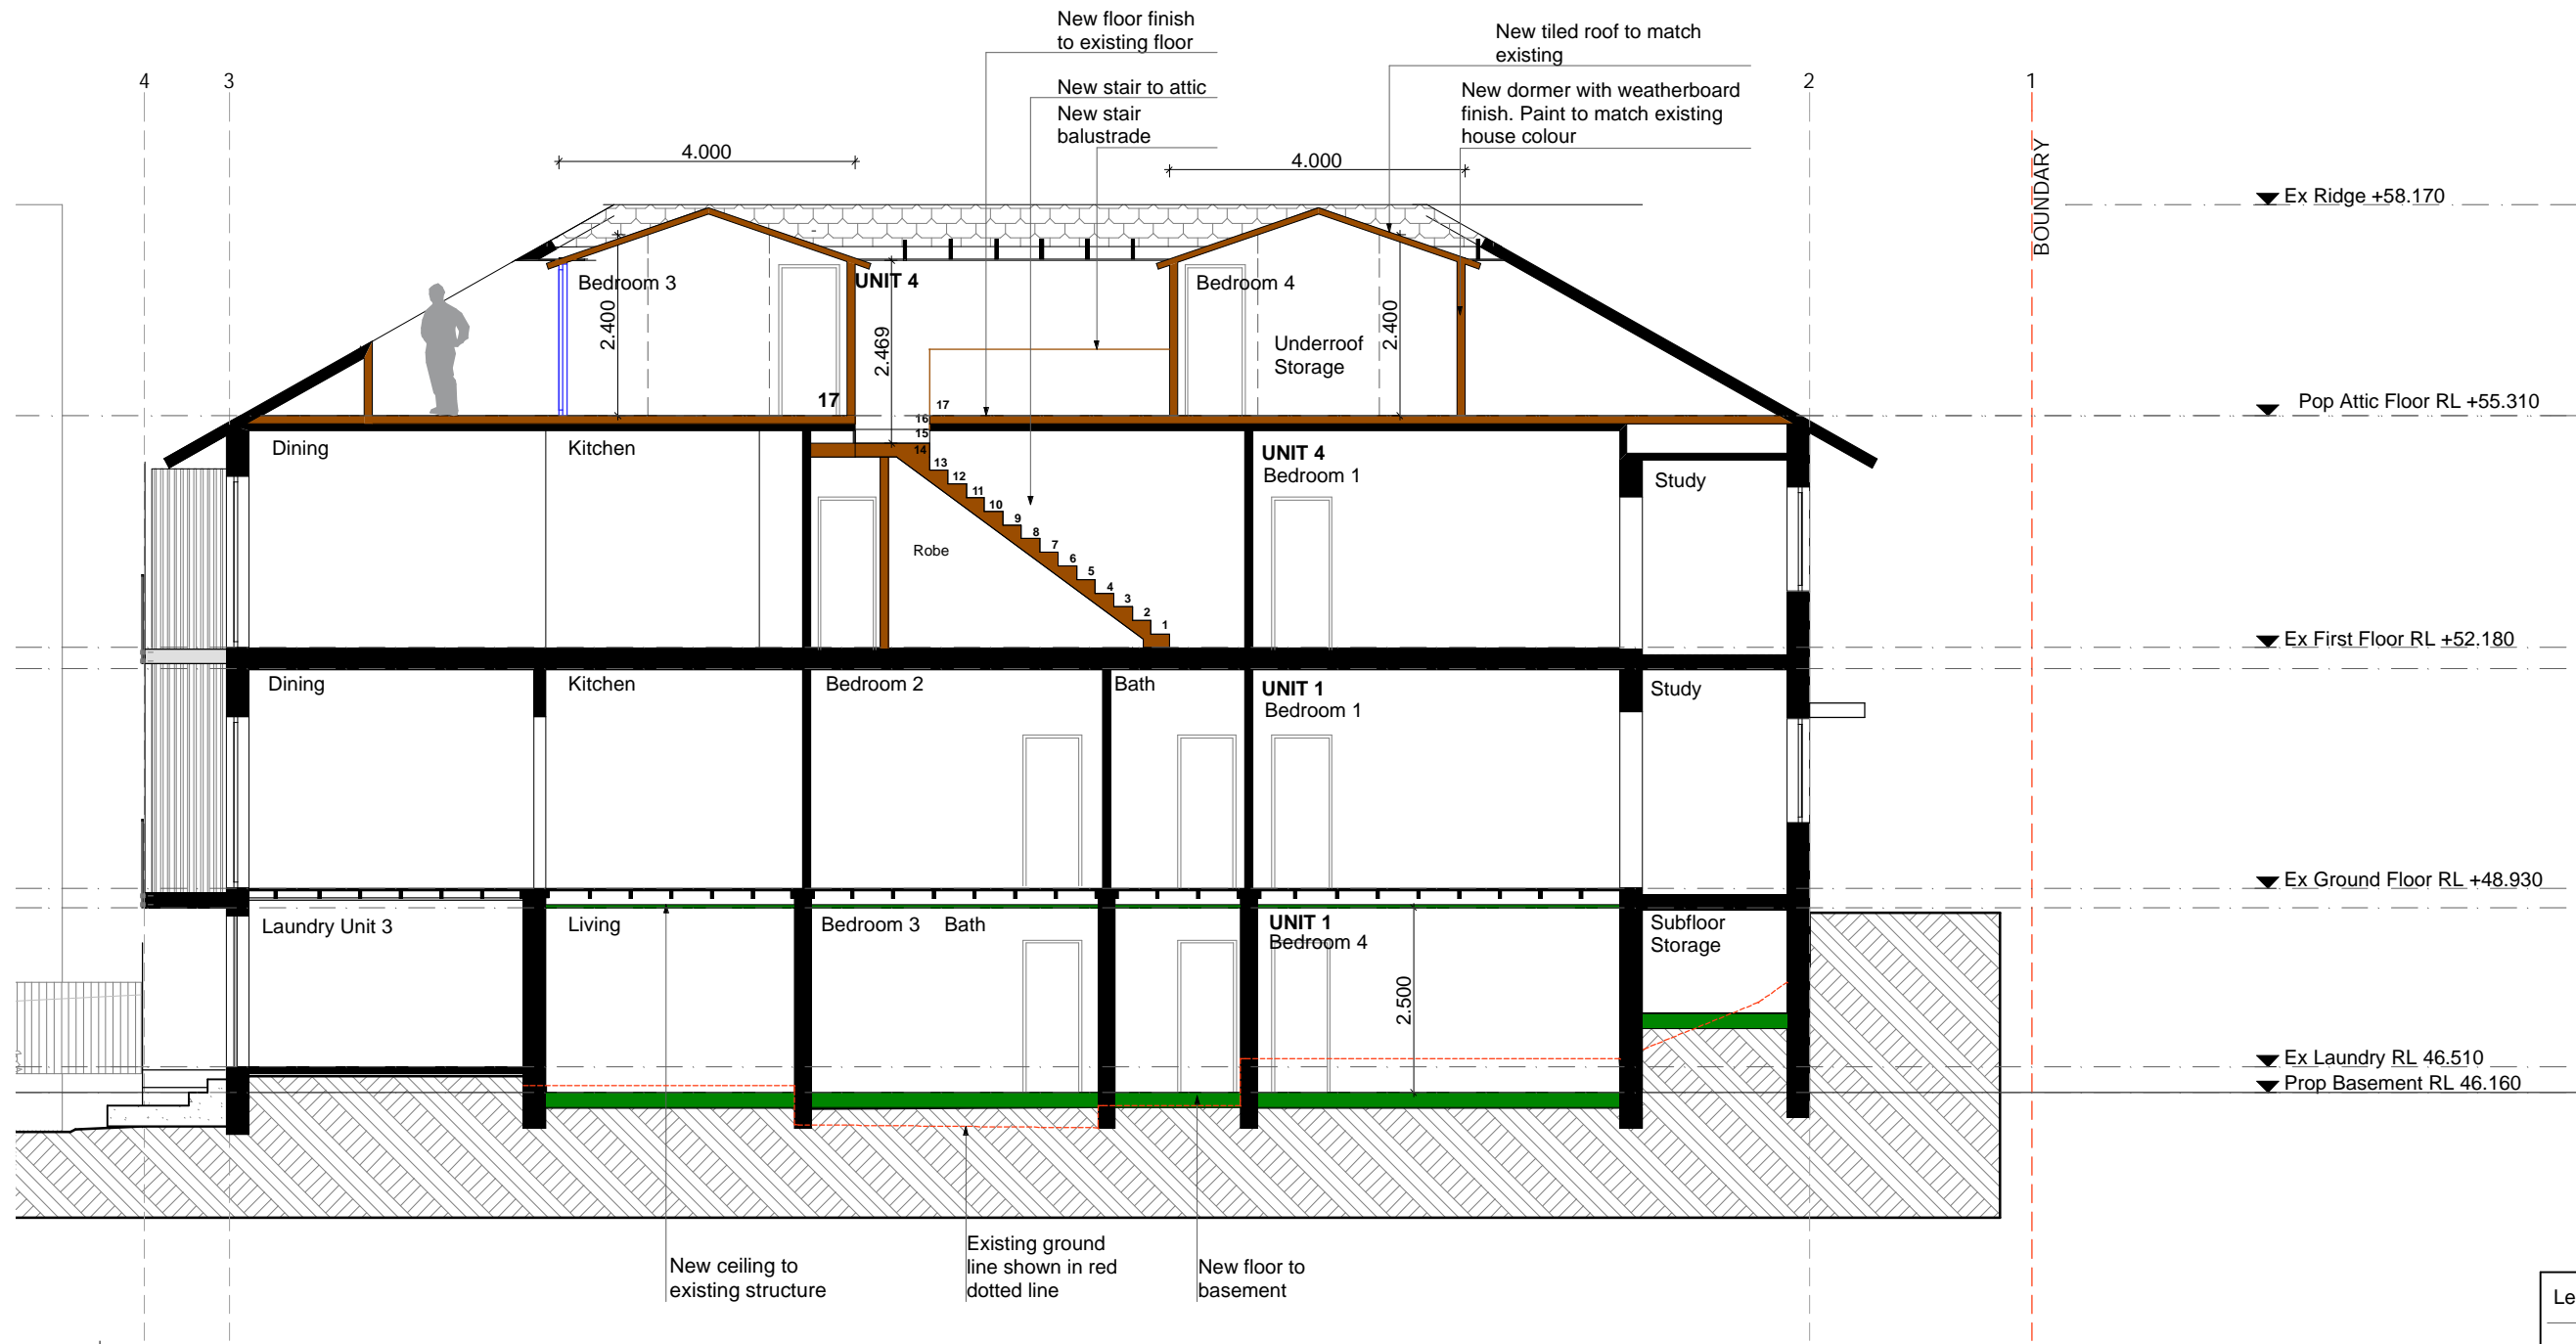 New floor finish
to existing floor
New tiled roof to match
existing
4
3
New stair to attic
New stair
balustrade
New dormer with weatherboard
finish. Paint to match existing
house colour
2
1
BOUNDARY
4.000
4.000
Ex Ridge +58.170
Bedroom 3
UNIT 4
Bedroom 4
2.400
2.469
Underroof
Storage
2.400
17
17
16
15
14
13
12
11
10
9
8
7
6
5
4
3
2
1
Pop Attic Floor RL +55.310
Dining
Kitchen
UNIT 4
Bedroom 1
Study
Robe
Ex First Floor RL +52.180
Dining
Kitchen
Bedroom 2
Bath
UNIT 1
Bedroom 1
Study
Ex Ground Floor RL +48.930
Laundry Unit 3
Living
Bedroom 3
Bath
UNIT 1
Bedroom 4
Subfloor
Storage
2.500
Ex Laundry RL 46.510
Prop Basement RL 46.160
New ceiling to
existing structure
Existing ground
line shown in red
dotted line
New floor to
basement
Le